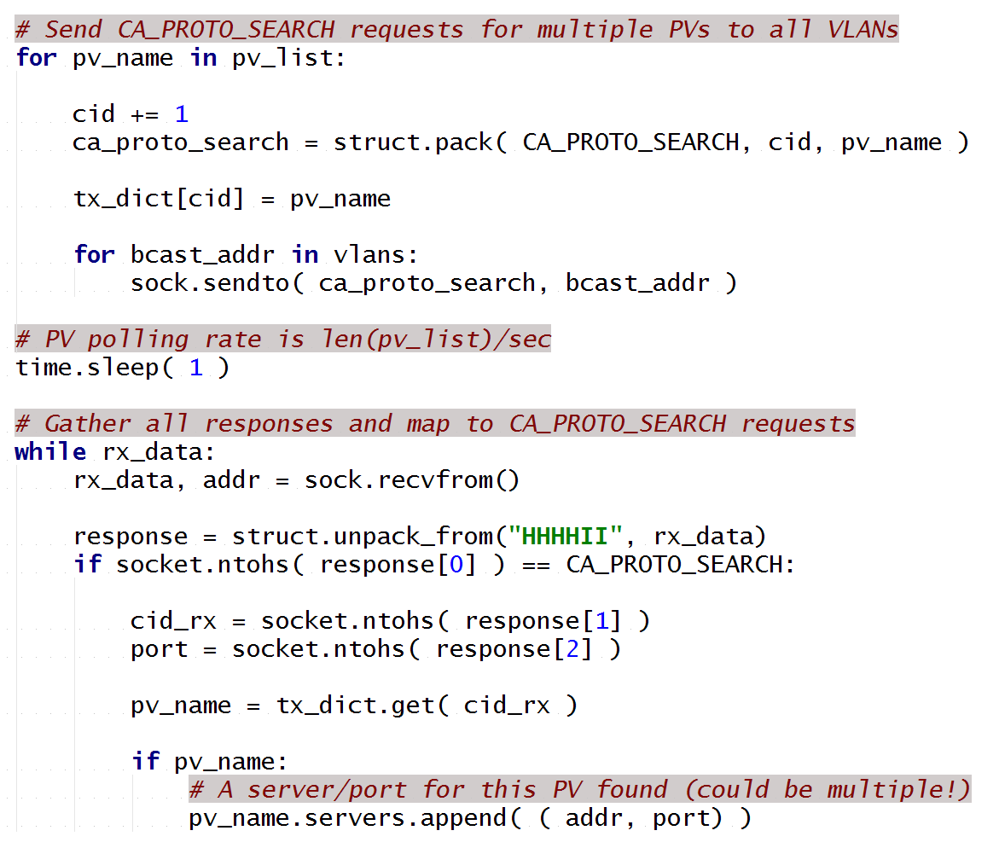 # Send CA_PROTO_SEARCH requests for multiple PVs to all VLANs
for pv_name in pv_list:
cid += 1
ca_proto_search = struct.pack( CA_PROTO_SEARCH, cid, pv_name )
tx_dict[cid] = pv_name
for bcast_addr in vlans:
sock.sendto( ca_proto_search, bcast_addr )
# PV polling rate is len(pv_list)/sec
time.sleep( 1 )
# Gather all responses and map to CA_PROTO_SEARCH requests
while rx_data:
rx_data, addr = sock.recvfrom()
response = struct.unpack_from("HHHHII", rx_data)
if socket.ntohs( response[0] ) == CA_PROTO_SEARCH:
cid_rx = socket.ntohs( response[1] )
port = socket.ntohs( response[2] )
pv_name = tx_dict.get( cid_rx )
if pv_name:
# A server/port for this PV found (could be multiple!)
pv_name.servers.append( ( addr, port) )